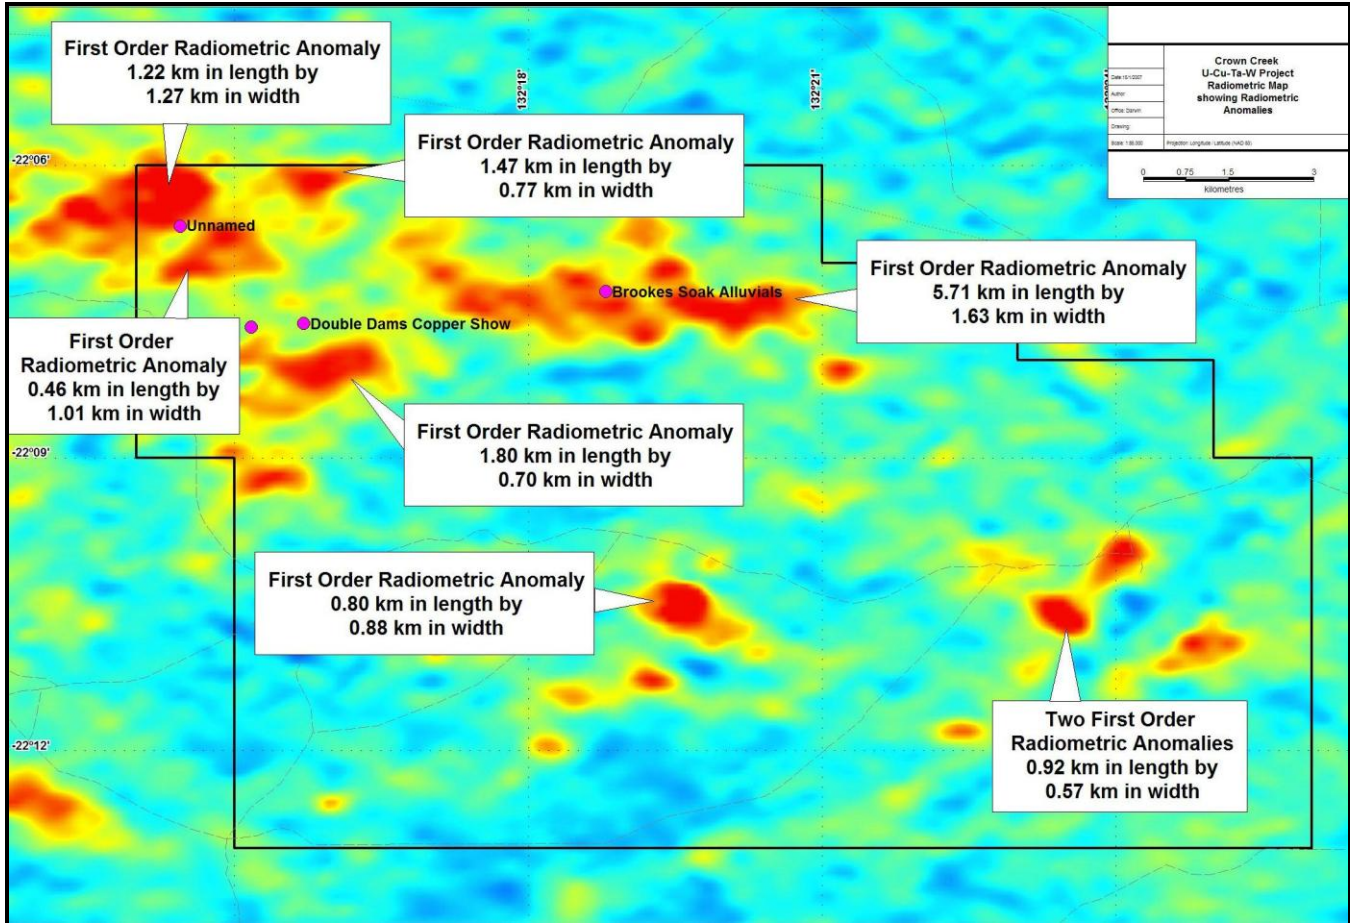 First Order Radiometric Anomaly
1.22 km in length by
1.27 km in width
132°18'
132°21'
Crown Creek
U-Cu-Ta-W Project
Radiometric Map
showing Radiometric
Anomalies
Author
Office: Darwin
Drawing:
0 0.75 1.5 3
kilometres
-22°06'
First Order Radiometric Anomaly
1.47 km in length by
0.77 km in width
Unnamed
First Order Radiometric Anomaly
5.71 km in length by
1.63 km in width
Brookes Soak Alluvials
Double Dams Copper Show
First Order
Radiometric Anomaly
0.46 km in length by
1.01 km in width
First Order Radiometric Anomaly
1.80 km in length by
0.70 km in width
-22°09'
First Order Radiometric Anomaly
0.80 km in length by
0.88 km in width
Two First Order
Radiometric Anomalies
0.92 km in length by
0.57 km in width
-22°12'